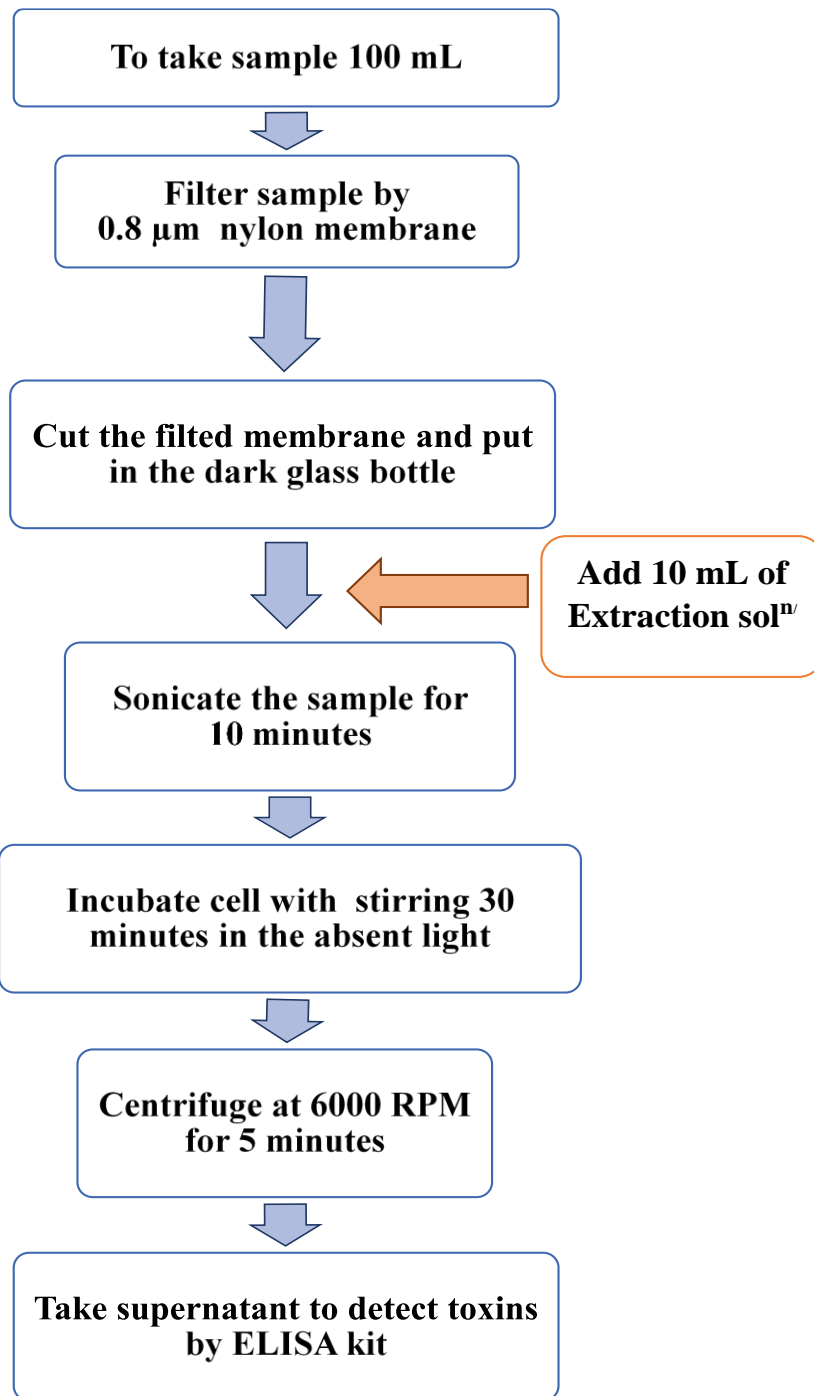 To take sample 100 mL
Filter sample by
0.8 µm nylon membrane
Cut the filted membrane and put
in the dark glass bottle
Add 10 mL of
Extraction solⁿ/
Sonicate the sample for
10 minutes
Incubate cell with stirring 30
minutes in the absent light
Centrifuge at 6000 RPM
for 5 minutes
Take supernatant to detect toxins
by ELISA kit